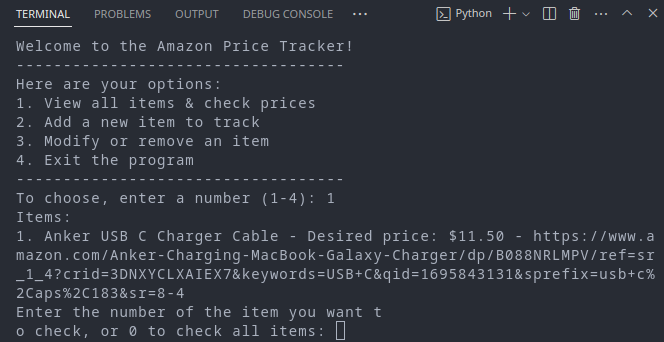 TERMINAL PROBLEMS OUTPUT DEBUG CONSOLE ··· Python
Welcome to the Amazon Price Tracker!
-----------------------------------
Here are your options:
1. View all items & check prices
2. Add a new item to track
3. Modify or remove an item
4. Exit the program
-----------------------------------
To choose, enter a number (1-4): 1
Items:
1. Anker USB C Charger Cable - Desired price: $11.50 - https://www.a
mazon.com/Anker-Charging-MacBook-Galaxy-Charger/dp/B088NRLMPV/ref=sr
_1_4?crid=3DNXYCLXAIEX7&keywords=USB+C&qid=1695843131&sprefix=usb+c%
2Caps%2C183&sr=8-4
Enter the number of the item you want t
o check, or 0 to check all items: